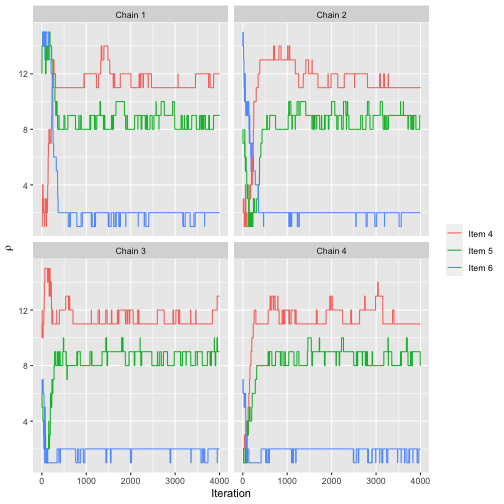 Chain 1
Chain 2
12
8
4
ρ
Chain 3
Chain 4
12
8
4
0 1000 2000 3000 4000
0 1000 2000 3000 4000
Iteration
Item 4
Item 5
Item 6